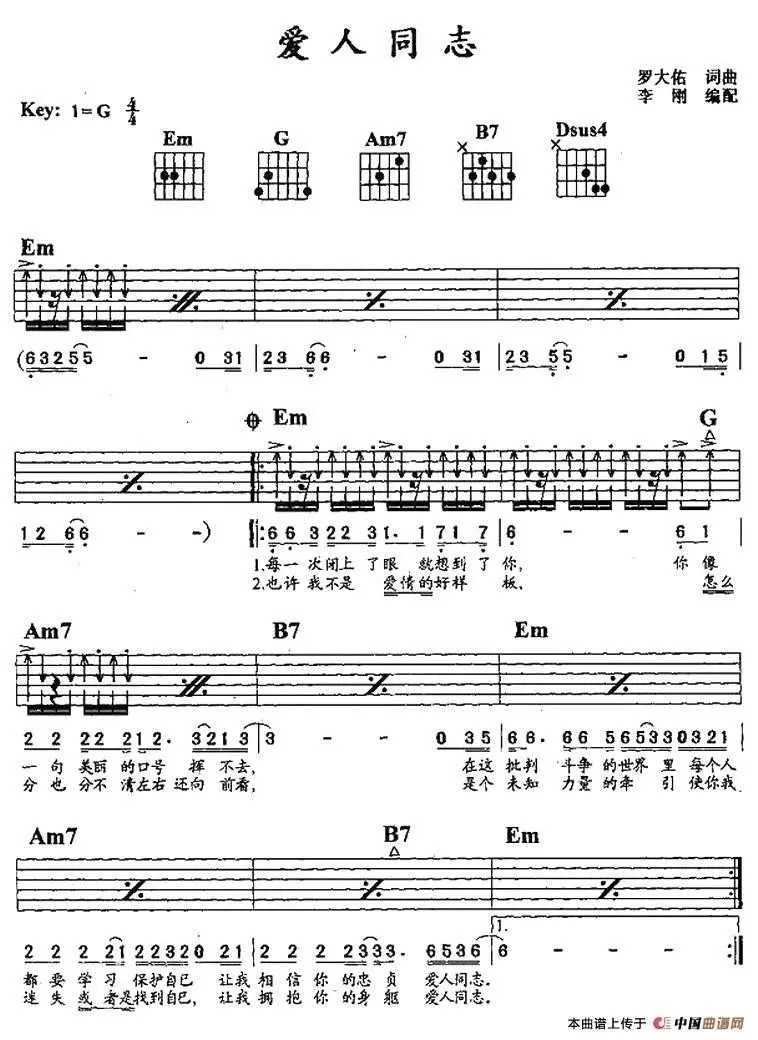 爱人同志
罗大佑 词曲
李刚 编配
Key: 1=G 4/4
Em G Am7 B7 Dsus4
Em
(6 3 2 5 5 - 0 3 1 | 2 3 6 6 - 0 3 1 | 2 3 5 5 - 0 1 5
Em G
1 2 6 6 - - ) |: 6 6 3 2 2 3 1. 1 7 1 7 | 6 - - 6 1
1.每一次闭上了眼就想到了你, 你像
2.也许我不是爱情的好样板, 怎么
Am7 B7 Em
2 2 2 2 2 1 2. 3 2 1 3 | 3 - - 0 3 5 | 6 6. 6 6 5 6 5 3 3 0 3 2 1
一句美丽的口号挥不去, 在这批判斗争的世界里每个人
分也分不清左右还向前看, 是个未知力量的牵引使你我
Am7 B7 Em
1.
2 2 2 2 1 2 2 3 2 0 2 1 | 2 2 2 2 3 3 3. 6 5 3 6 | 6 - - - :|
都要学习保护自已 让我相信你的忠贞 爱人同志。
迷失或者是找到自已, 让我拥抱你的身躯 爱人同志。
本曲谱上传于 中国曲谱网